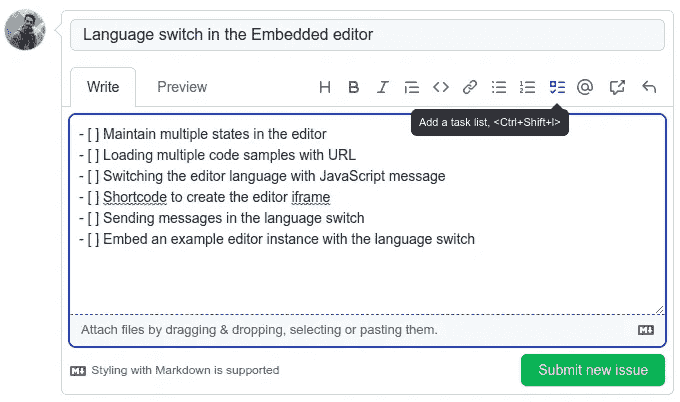 Language switch in the Embedded editor
Write Preview
Add a task list, <Ctrl+Shift+l>
- [ ] Maintain multiple states in the editor
- [ ] Loading multiple code samples with URL
- [ ] Switching the editor language with JavaScript message
- [ ] Shortcode to create the editor iframe
- [ ] Sending messages in the language switch
- [ ] Embed an example editor instance with the language switch
Attach files by dragging & dropping, selecting or pasting them.
Styling with Markdown is supported
Submit new issue